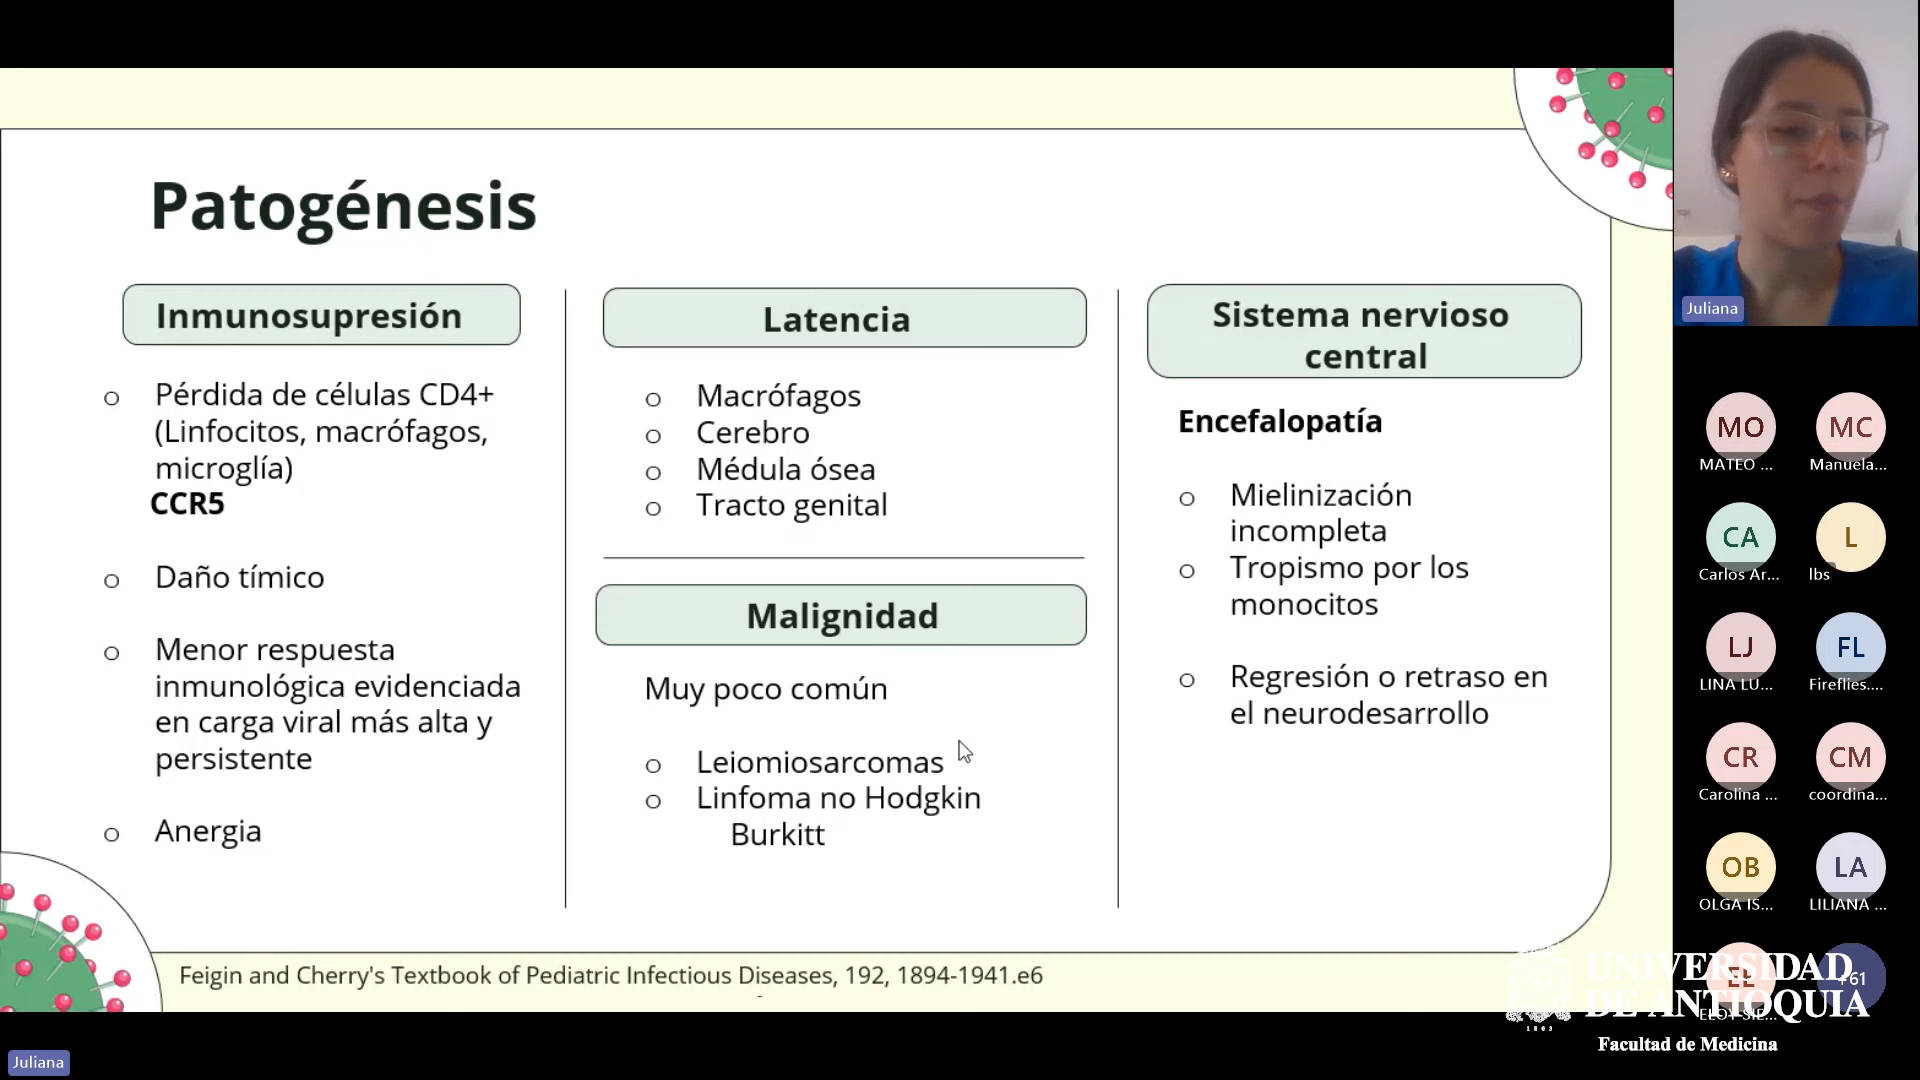 Patogénesis
Inmunosupresión
o Pérdida de células CD4+
(Linfocitos, macrófagos,
microglía)
CCR5
o Daño tímico
o Menor respuesta
inmunológica evidenciada
en carga viral más alta y
persistente
o Anergia
Latencia
o Macrófagos
o Cerebro
o Médula ósea
o Tracto genital
Malignidad
Muy poco común
o Leiomiosarcomas
o Linfoma no Hodgkin
Burkitt
Sistema nervioso
central
Encefalopatía
o Mielinización
incompleta
o Tropismo por los
monocitos
o Regresión o retraso en
el neurodesarrollo
Feigin and Cherry's Textbook of Pediatric Infectious Diseases, 192, 1894-1941.e6
Juliana
MO MC
MATEO ... Manuela...
CA L
Carlos Ar... lbs
LJ FL
LINA LU... Fireflies....
CR CM
Carolina ... coordina...
OB LA
OLGA IS... LILIANA ...
+61
UNIVERSIDAD
DE ANTIOQUIA
1803
Facultad de Medicina
Juliana